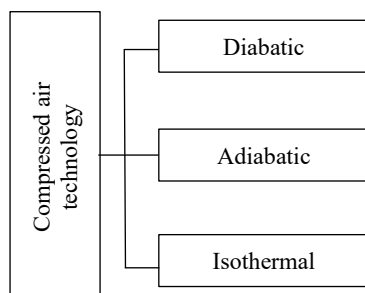 Compressed air
technology
Diabatic
Adiabatic
Isothermal